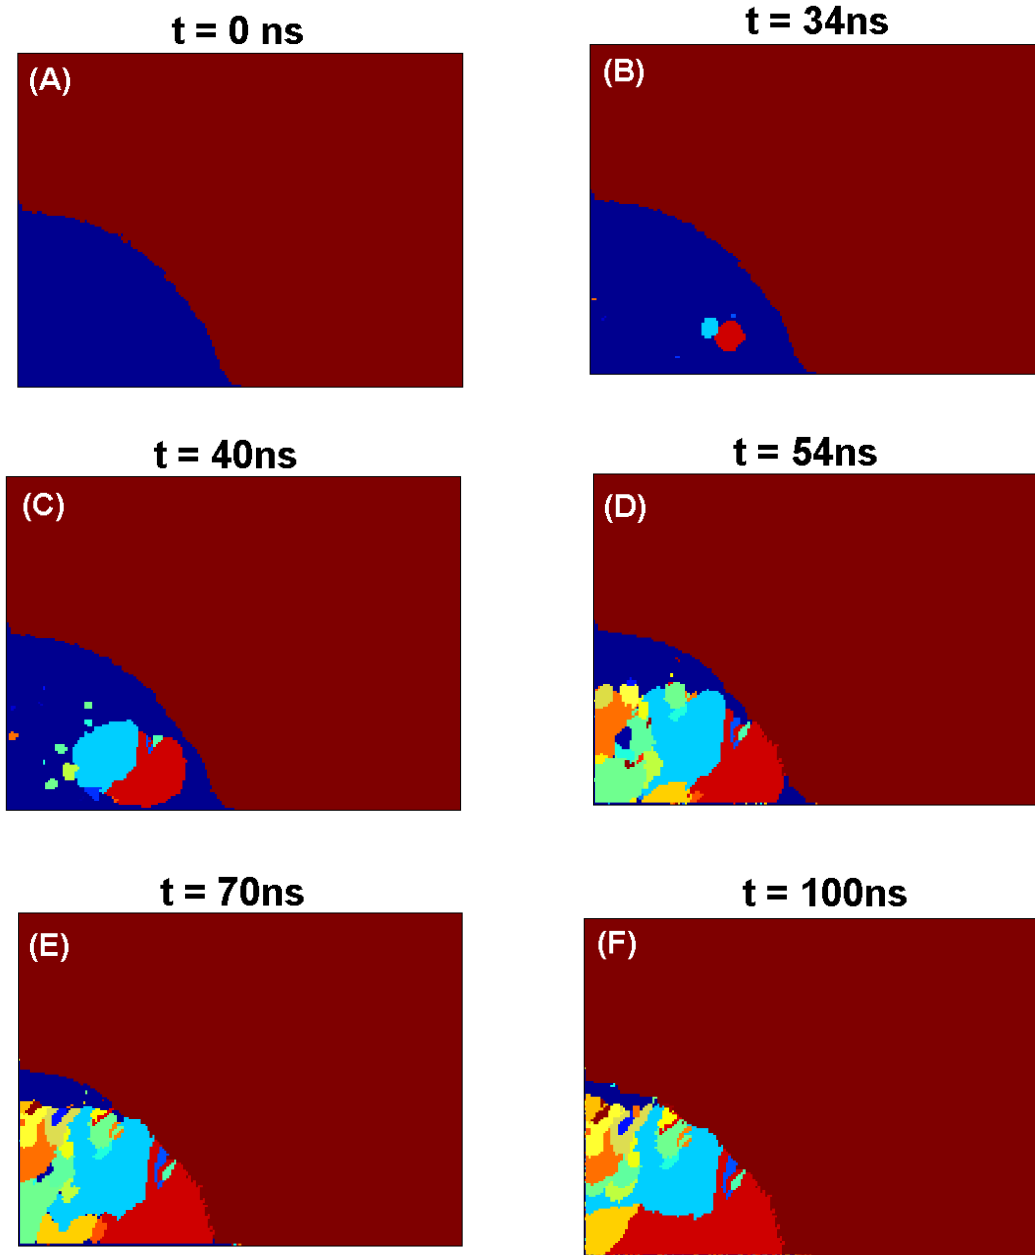 t = 0 ns
t = 34ns
(A)
(B)
t = 40ns
t = 54ns
(C)
(D)
t = 70ns
t = 100ns
(E)
(F)